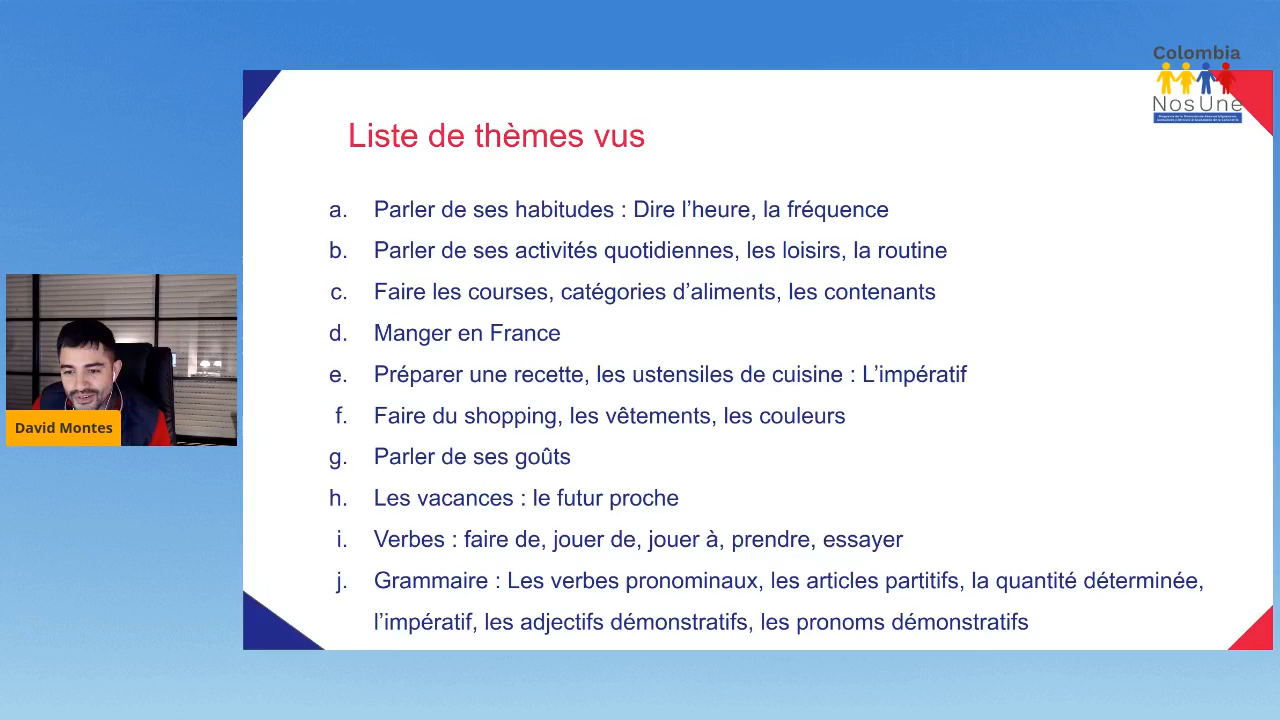 Colombia
NosUne
Liste de thèmes vus
a. Parler de ses habitudes : Dire l’heure, la fréquence
b. Parler de ses activités quotidiennes, les loisirs, la routine
c. Faire les courses, catégories d’aliments, les contenants
d. Manger en France
e. Préparer une recette, les ustensiles de cuisine : L’impératif
f. Faire du shopping, les vêtements, les couleurs
g. Parler de ses goûts
h. Les vacances : le futur proche
i. Verbes : faire de, jouer de, jouer à, prendre, essayer
j. Grammaire : Les verbes pronominaux, les articles partitifs, la quantité déterminée,
l’impératif, les adjectifs démonstratifs, les pronoms démonstratifs
David Montes